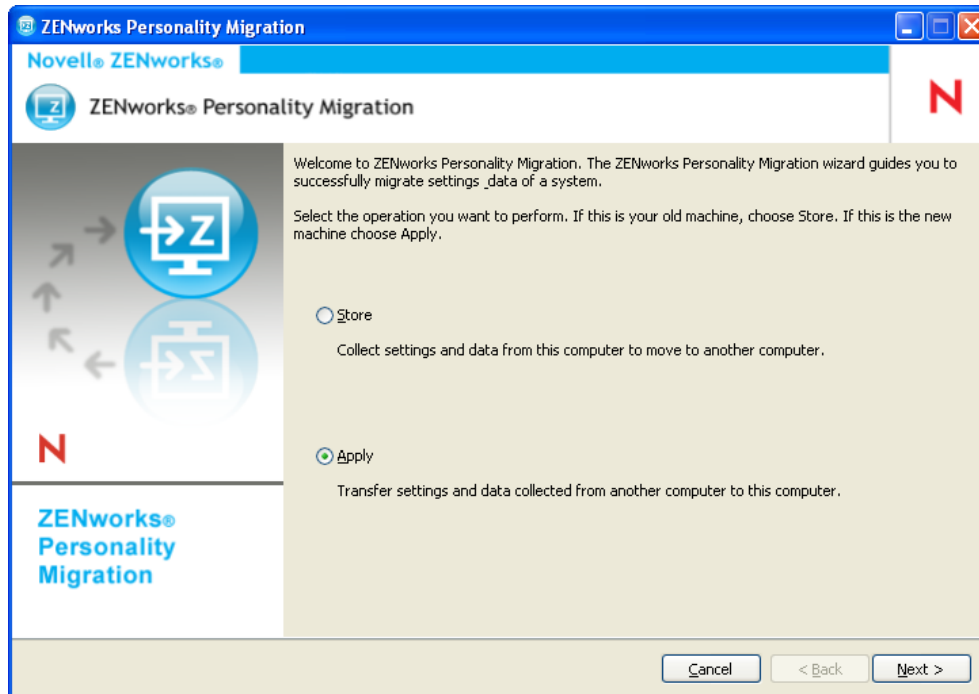 ZENworks Personality Migration
Novell® ZENworks®
ZENworks® Personality Migration
N
Welcome to ZENworks Personality Migration. The ZENworks Personality Migration wizard guides you to
successfully migrate settings _data of a system.
Select the operation you want to perform. If this is your old machine, choose Store. If this is the new
machine choose Apply.
Z
Store
Collect settings and data from this computer to move to another computer.
N
Apply
Transfer settings and data collected from another computer to this computer.
ZENworks®
Personality
Migration
Cancel
< Back
Next >